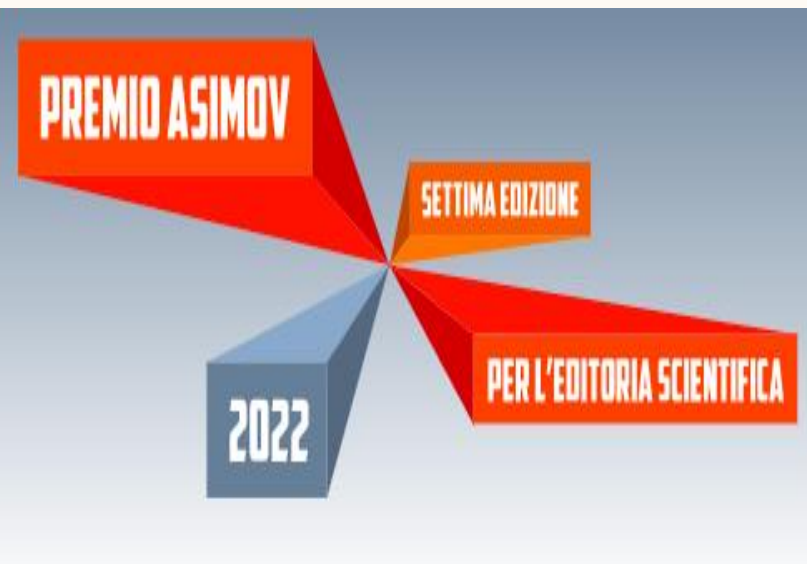 PREMIO ASIMOV
SETTIMA EDIZIONE
PER L'EDITORIA SCIENTIFICA
2022